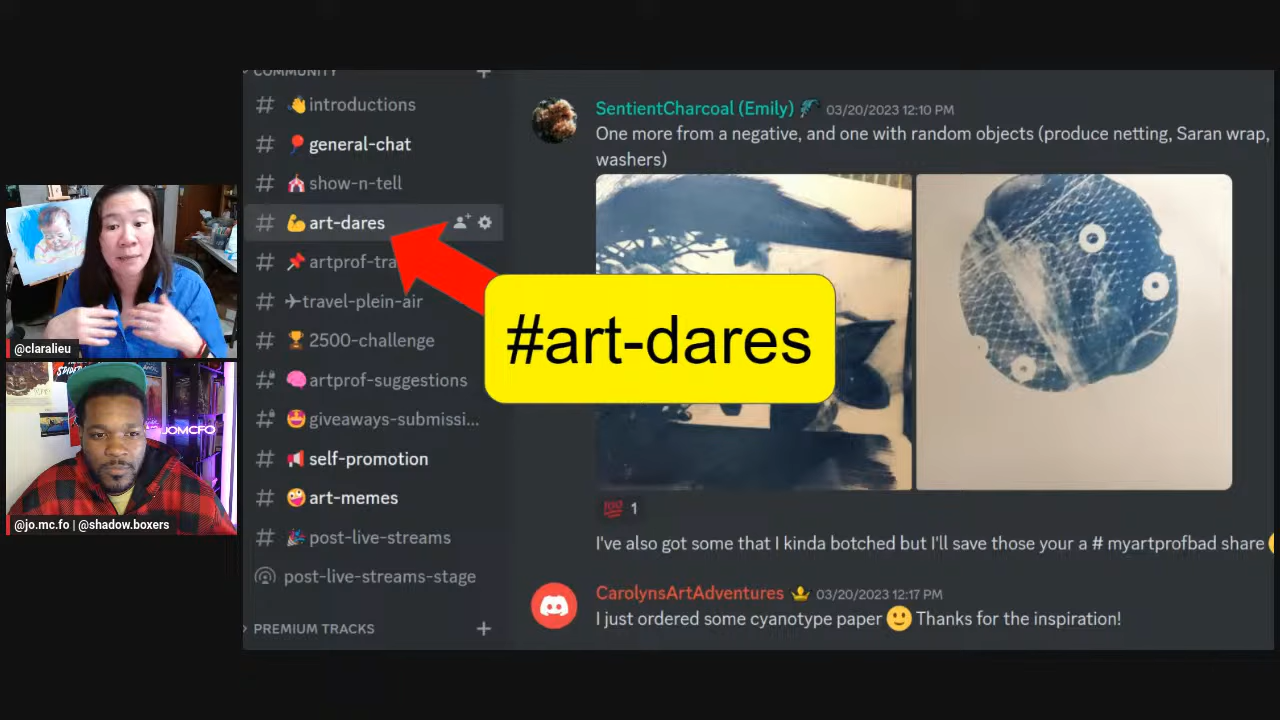 COMMUNITY
introductions
general-chat
show-n-tell
art-dares
artprof-tra
travel-plein-air
2500-challenge
artprof-suggestions
giveaways-submissi...
self-promotion
art-memes
post-live-streams
post-live-streams-stage
PREMIUM TRACKS
SentientCharcoal (Emily) 03/20/2023 12:10 PM
One more from a negative, and one with random objects (produce netting, Saran wrap,
washers)
#art-dares
100 1
I've also got some that I kinda botched but I'll save those your a # myartprofbad share
CarolynsArtAdventures 03/20/2023 12:17 PM
I just ordered some cyanotype paper 🙂 Thanks for the inspiration!
@claralieu
JOMCFO
@jo.mc.fo | @shadow.boxers